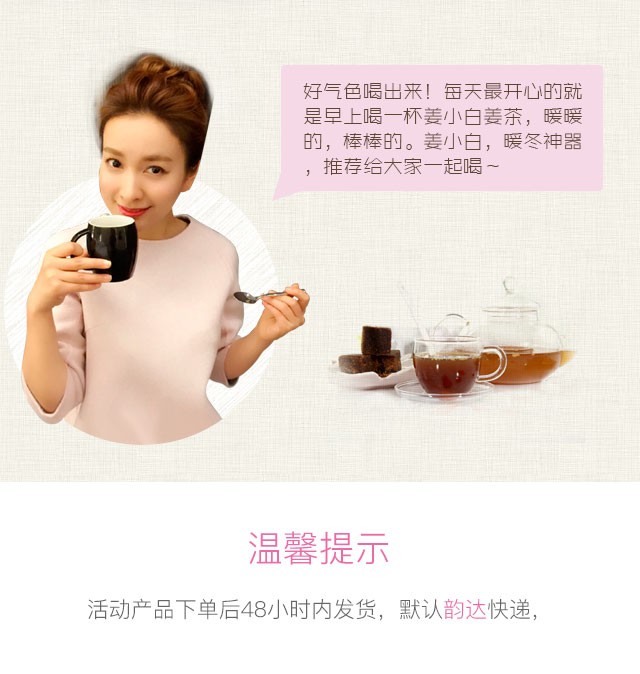 好气色喝出来！每天最开心的就
是早上喝一杯姜小白姜茶，暖暖
的，棒棒的。姜小白，暖冬神器
，推荐给大家一起喝～
温馨提示
活动产品下单后48小时内发货，默认韵达快递，